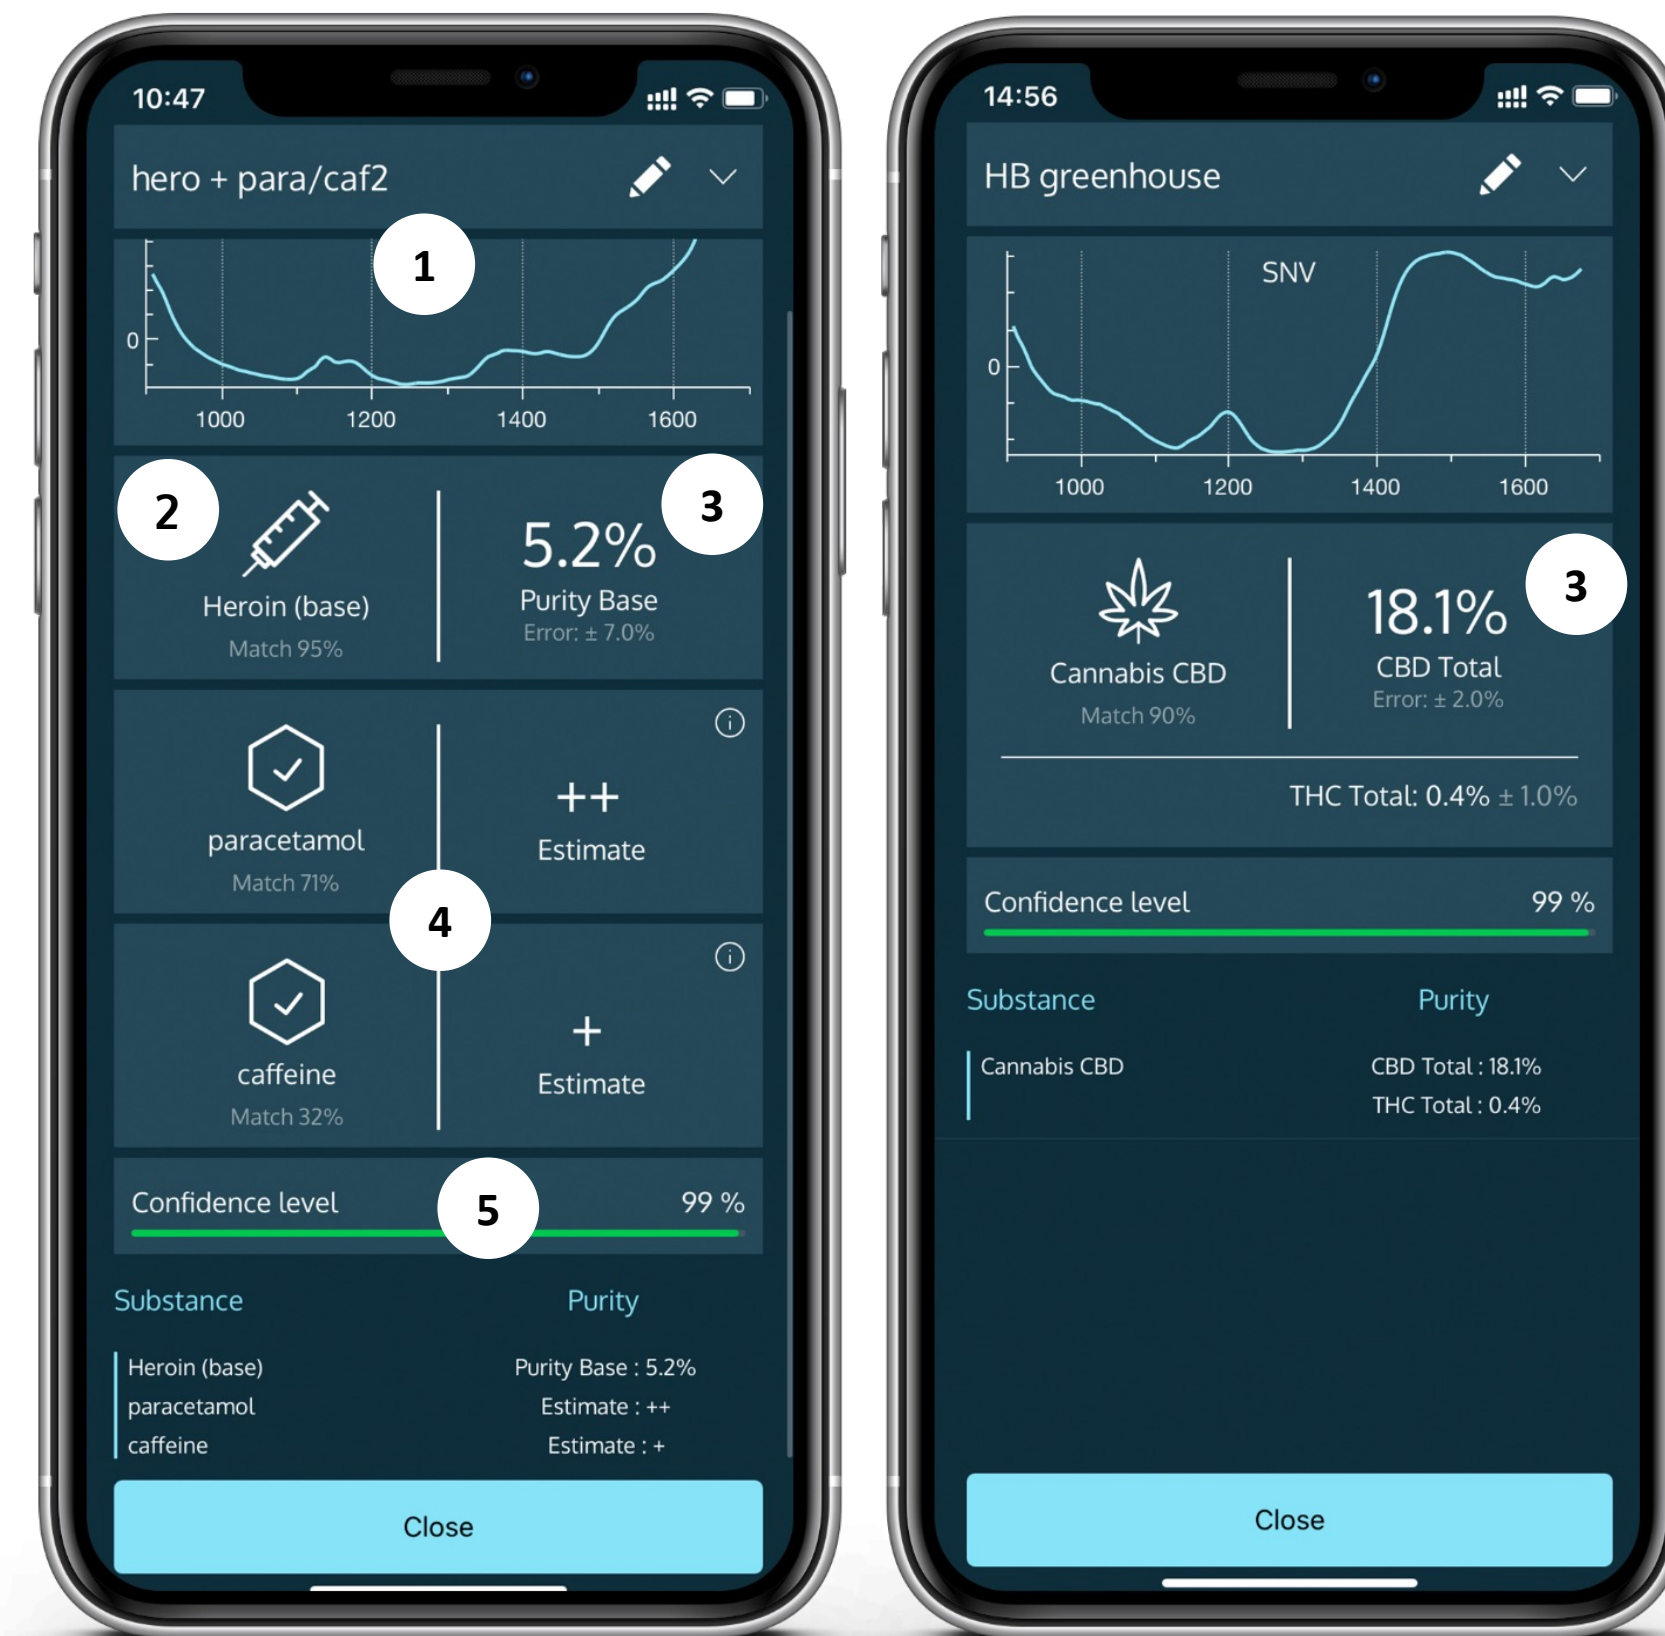 10:47
hero + para/caf2
1
0
1000 1200 1400 1600
2
3
5.2%
Heroin (base)
Purity Base
Match 95%
Error: ± 7.0%
++
paracetamol
Estimate
Match 71%
4
+
caffeine
Estimate
Match 32%
Confidence level
5
99 %
Substance Purity
Heroin (base) Purity Base : 5.2%
paracetamol Estimate : ++
caffeine Estimate : +
Close
14:56
HB greenhouse
SNV
0
1000 1200 1400 1600
3
18.1%
Cannabis CBD
CBD Total
Match 90%
Error: ± 2.0%
THC Total: 0.4% ± 1.0%
Confidence level 99 %
Substance Purity
Cannabis CBD CBD Total : 18.1%
THC Total : 0.4%
Close